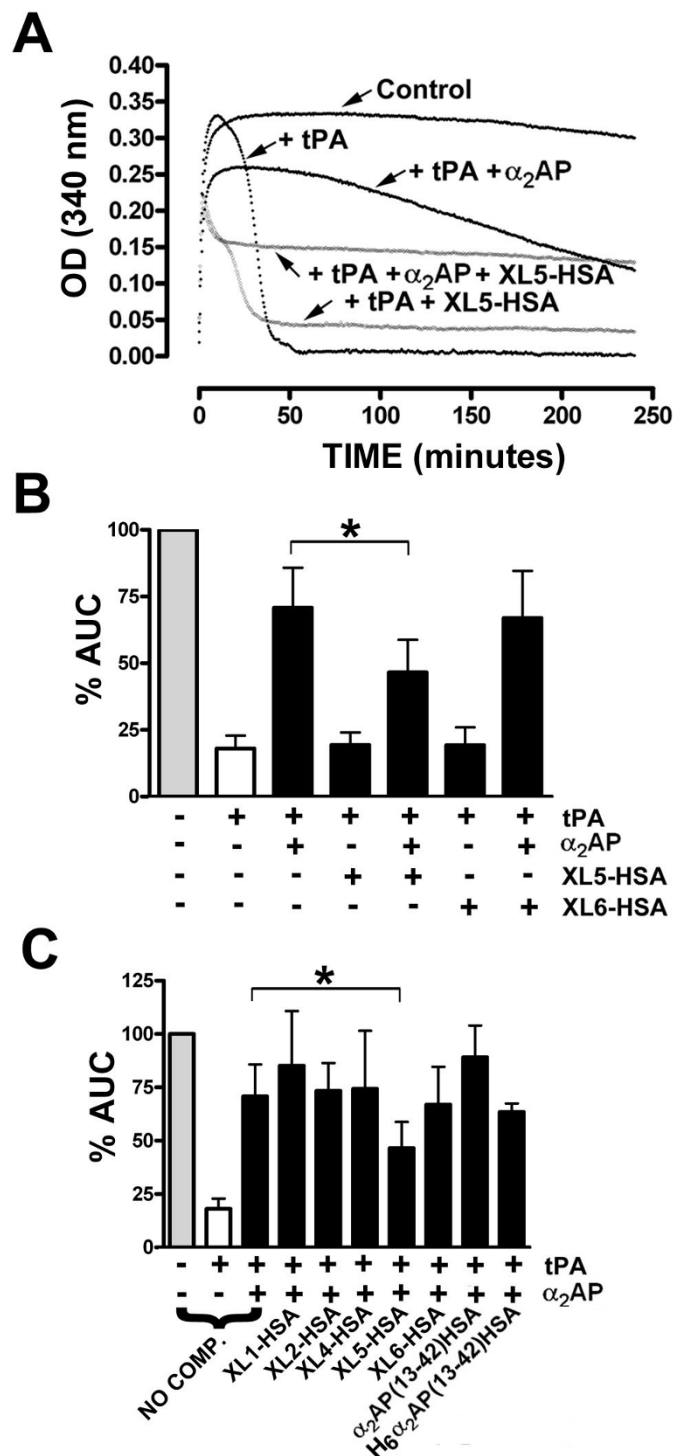 A
0.40
0.35
0.30
0.25
0.20
0.15
0.10
0.05
0.00
OD (340 nm)
Control
+ tPA
+ tPA + α₂AP
+ tPA + α₂AP + XL5-HSA
+ tPA + XL5-HSA
0 50 100 150 200 250
TIME (minutes)
B
100
75
50
25
0
% AUC
*
- + + + + + + tPA
- - + - + - + α₂AP
- - - + + - - XL5-HSA
- - - - - + + XL6-HSA
C
125
100
75
50
25
0
% AUC
*
- + + + + + + + + + tPA
- - + + + + + + + + α₂AP
NO COMP.
XL1-HSA
XL2-HSA
XL4-HSA
XL5-HSA
XL6-HSA
α₂AP(13-42)HSA
H₆α₂AP(13-42)HSA